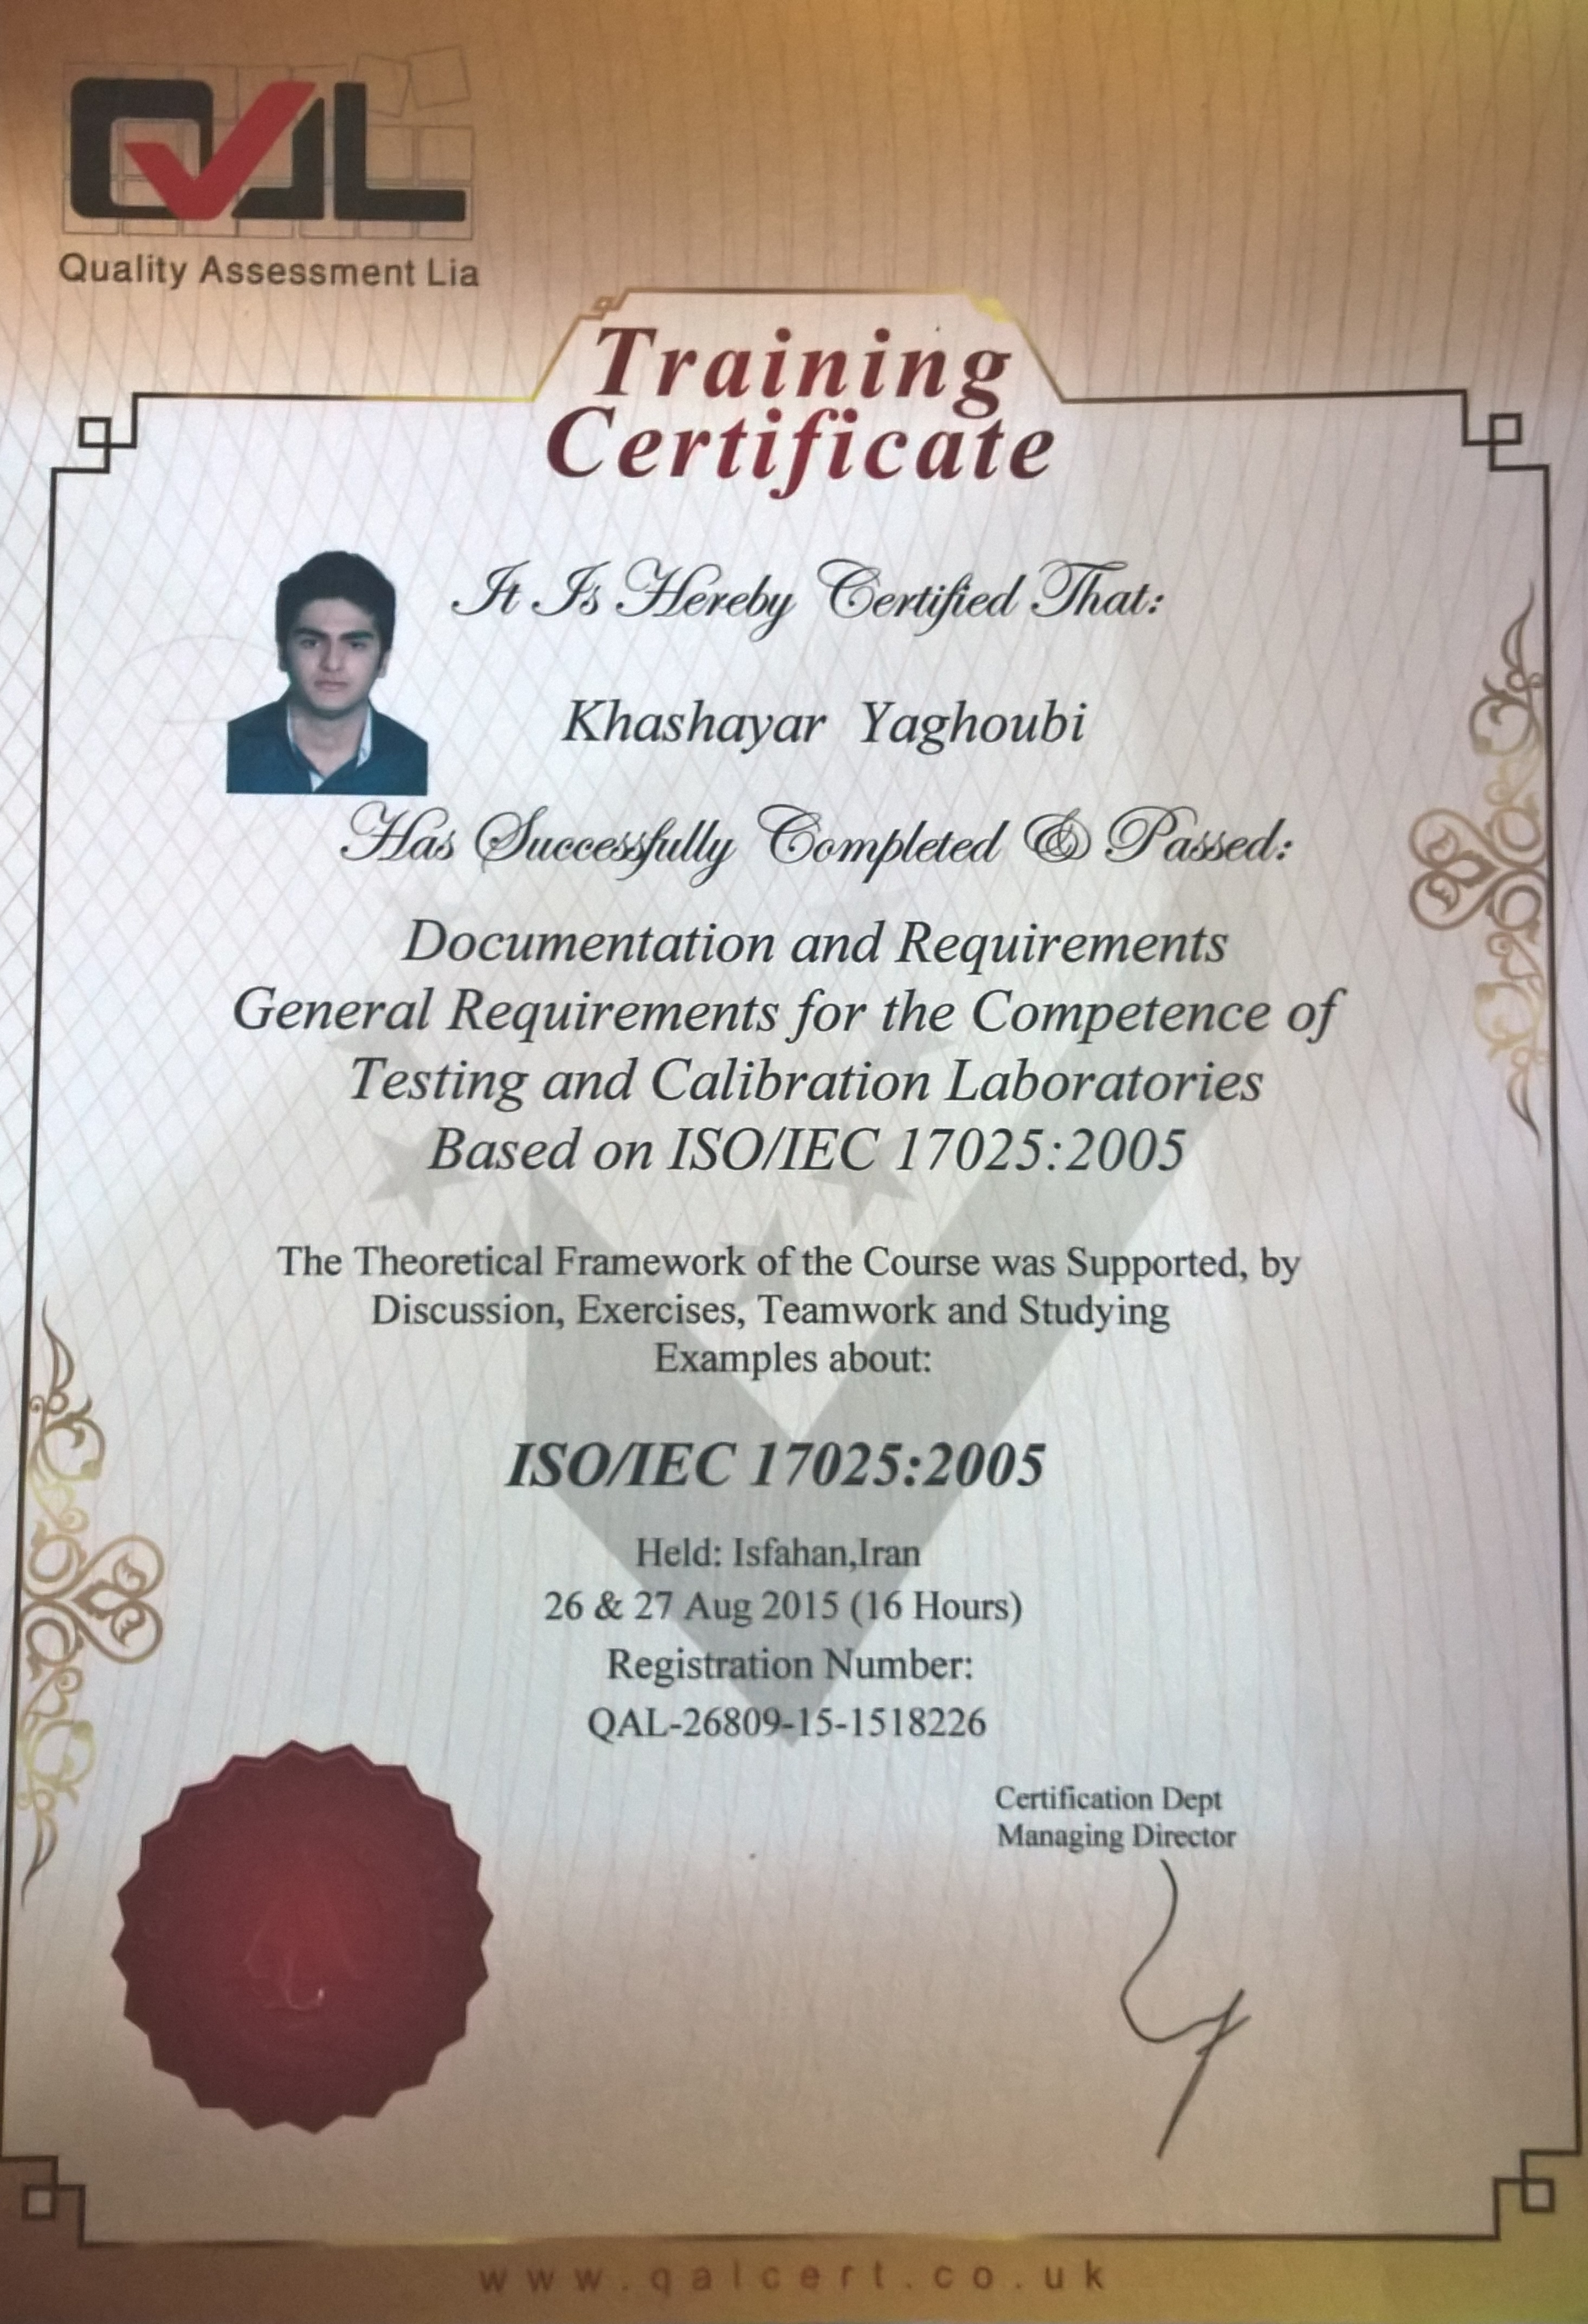 QAL
Quality Assessment Lia
Training
Certificate
It Is Hereby Certified That:
Khashayar Yaghoubi
Has Successfully Completed & Passed:
Documentation and Requirements
General Requirements for the Competence of
Testing and Calibration Laboratories
Based on ISO/IEC 17025:2005
The Theoretical Framework of the Course was Supported, by
Discussion, Exercises, Teamwork and Studying
Examples about:
ISO/IEC 17025:2005
Held: Isfahan,Iran
26 & 27 Aug 2015 (16 Hours)
Registration Number:
QAL-26809-15-1518226
Certification Dept
Managing Director
www.qalcert.co.uk